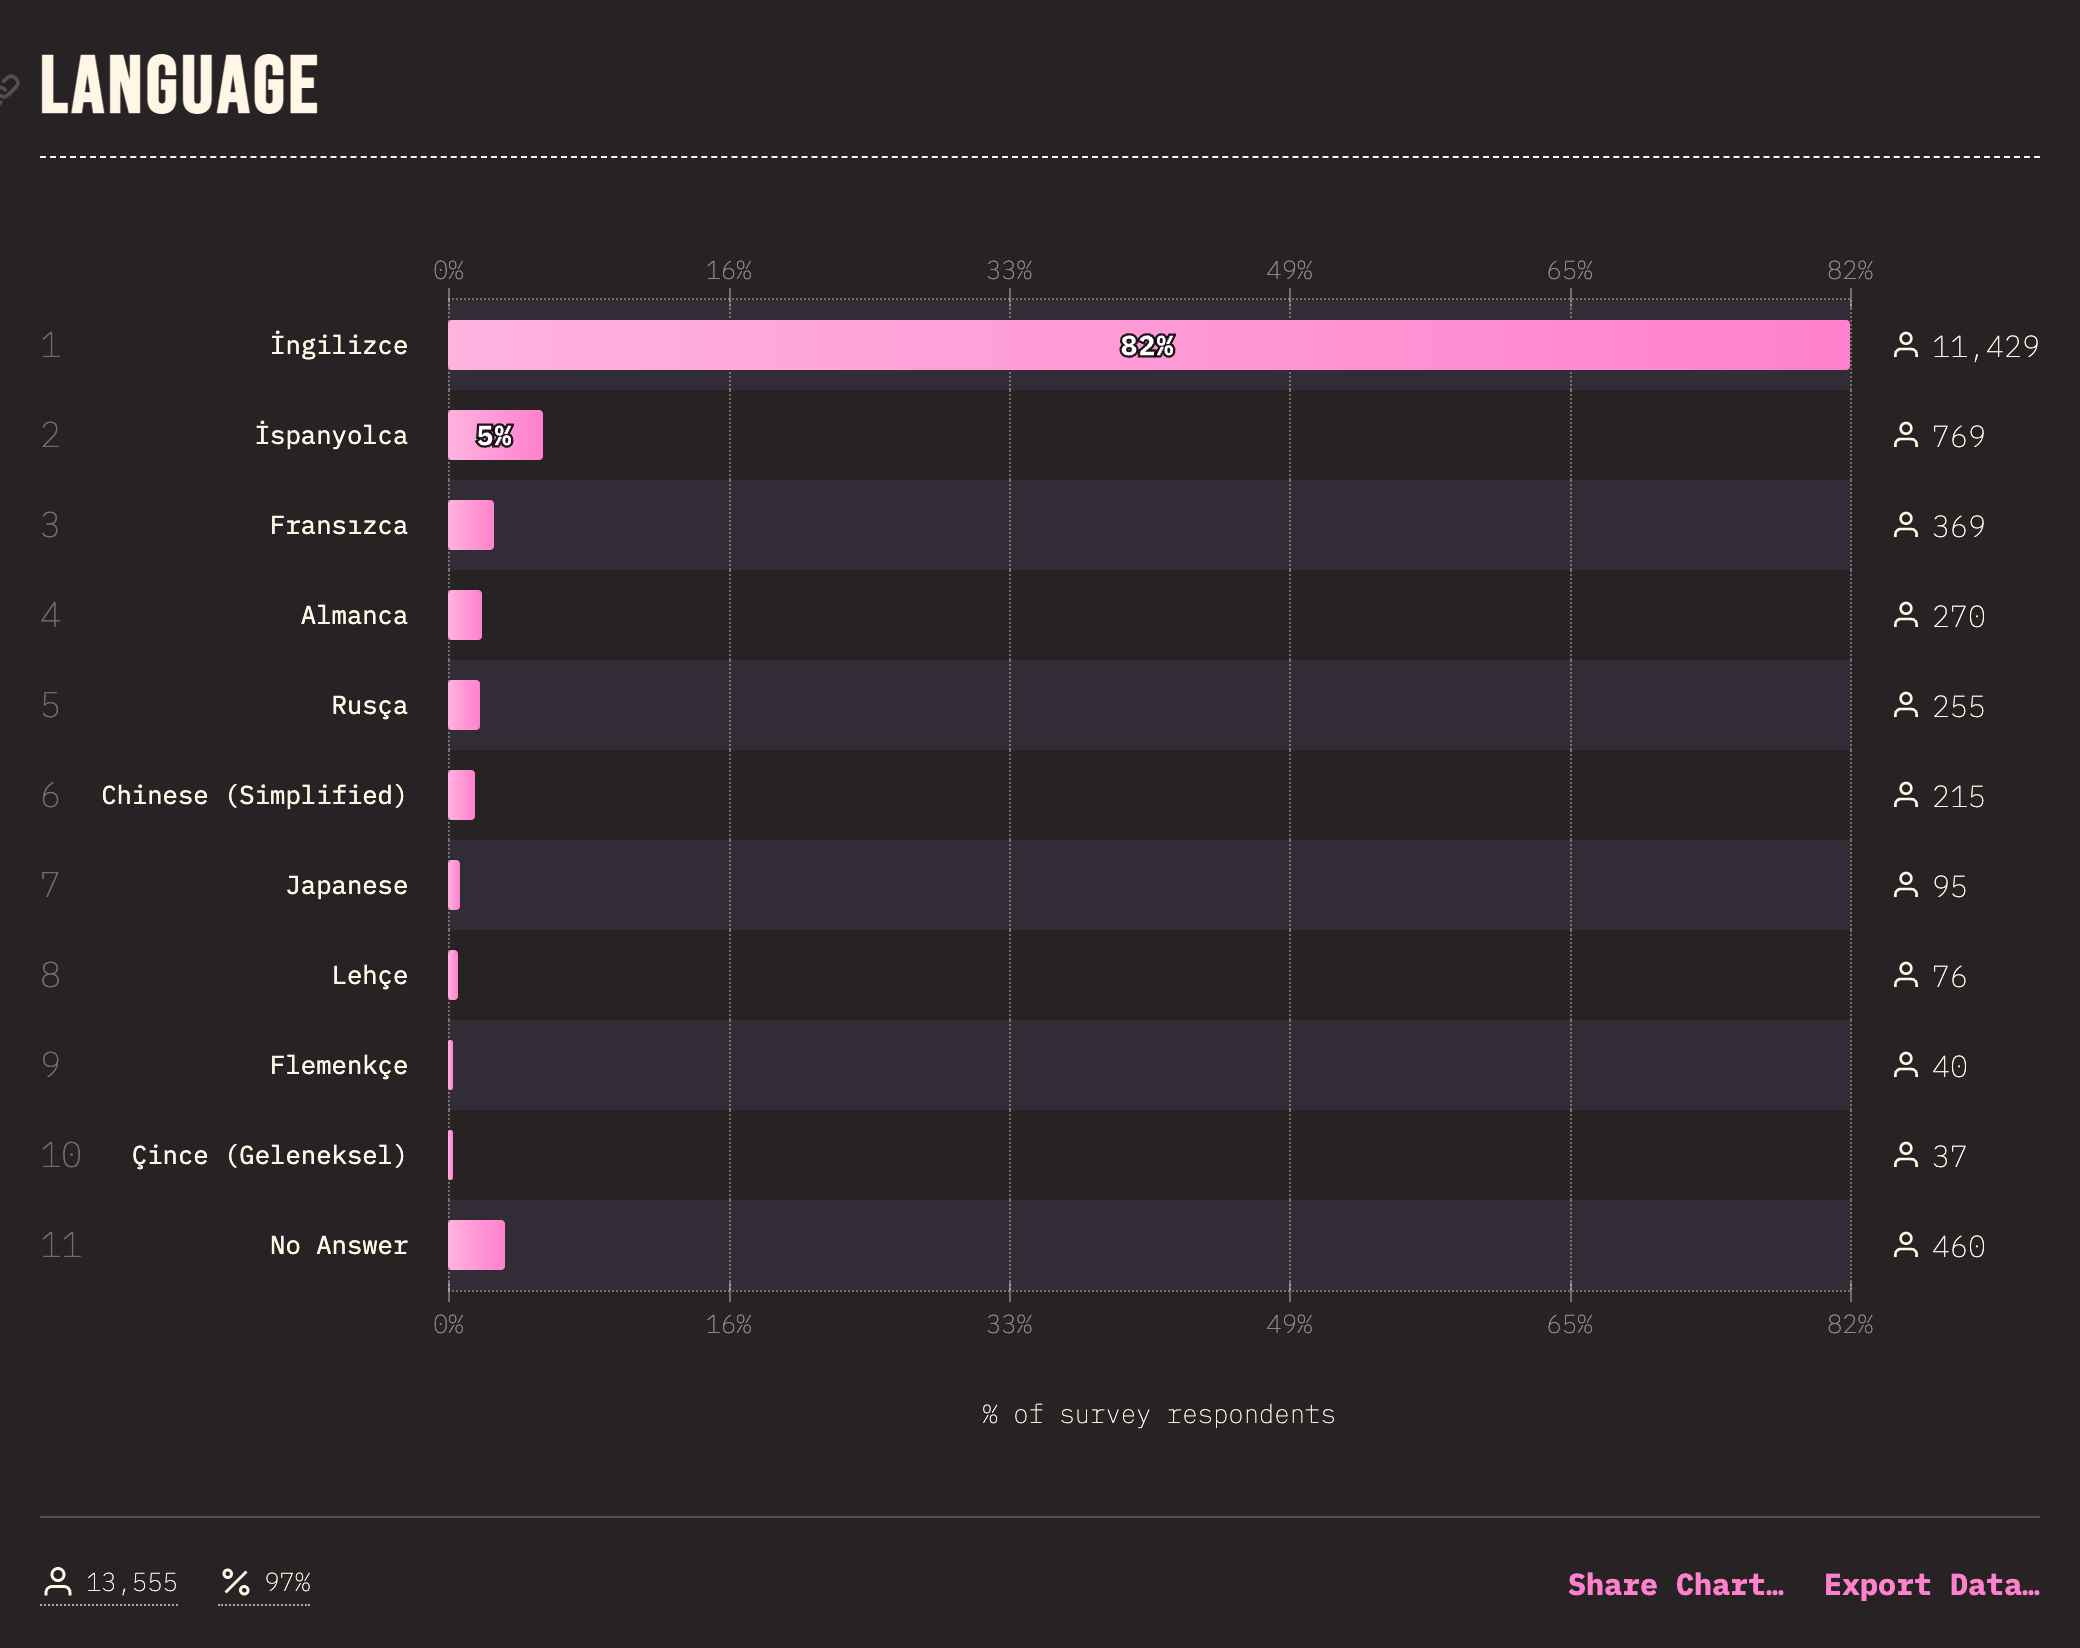 LANGUAGE
0% 16% 33% 49% 65% 82%
1 İngilizce 82% 11,429
2 İspanyolca 5% 769
3 Fransızca 369
4 Almanca 270
5 Rusça 255
6 Chinese (Simplified) 215
7 Japanese 95
8 Lehçe 76
9 Flemenkçe 40
10 Çince (Geleneksel) 37
11 No Answer 460
0% 16% 33% 49% 65% 82%
% of survey respondents
13,555 97% Share Chart… Export Data…